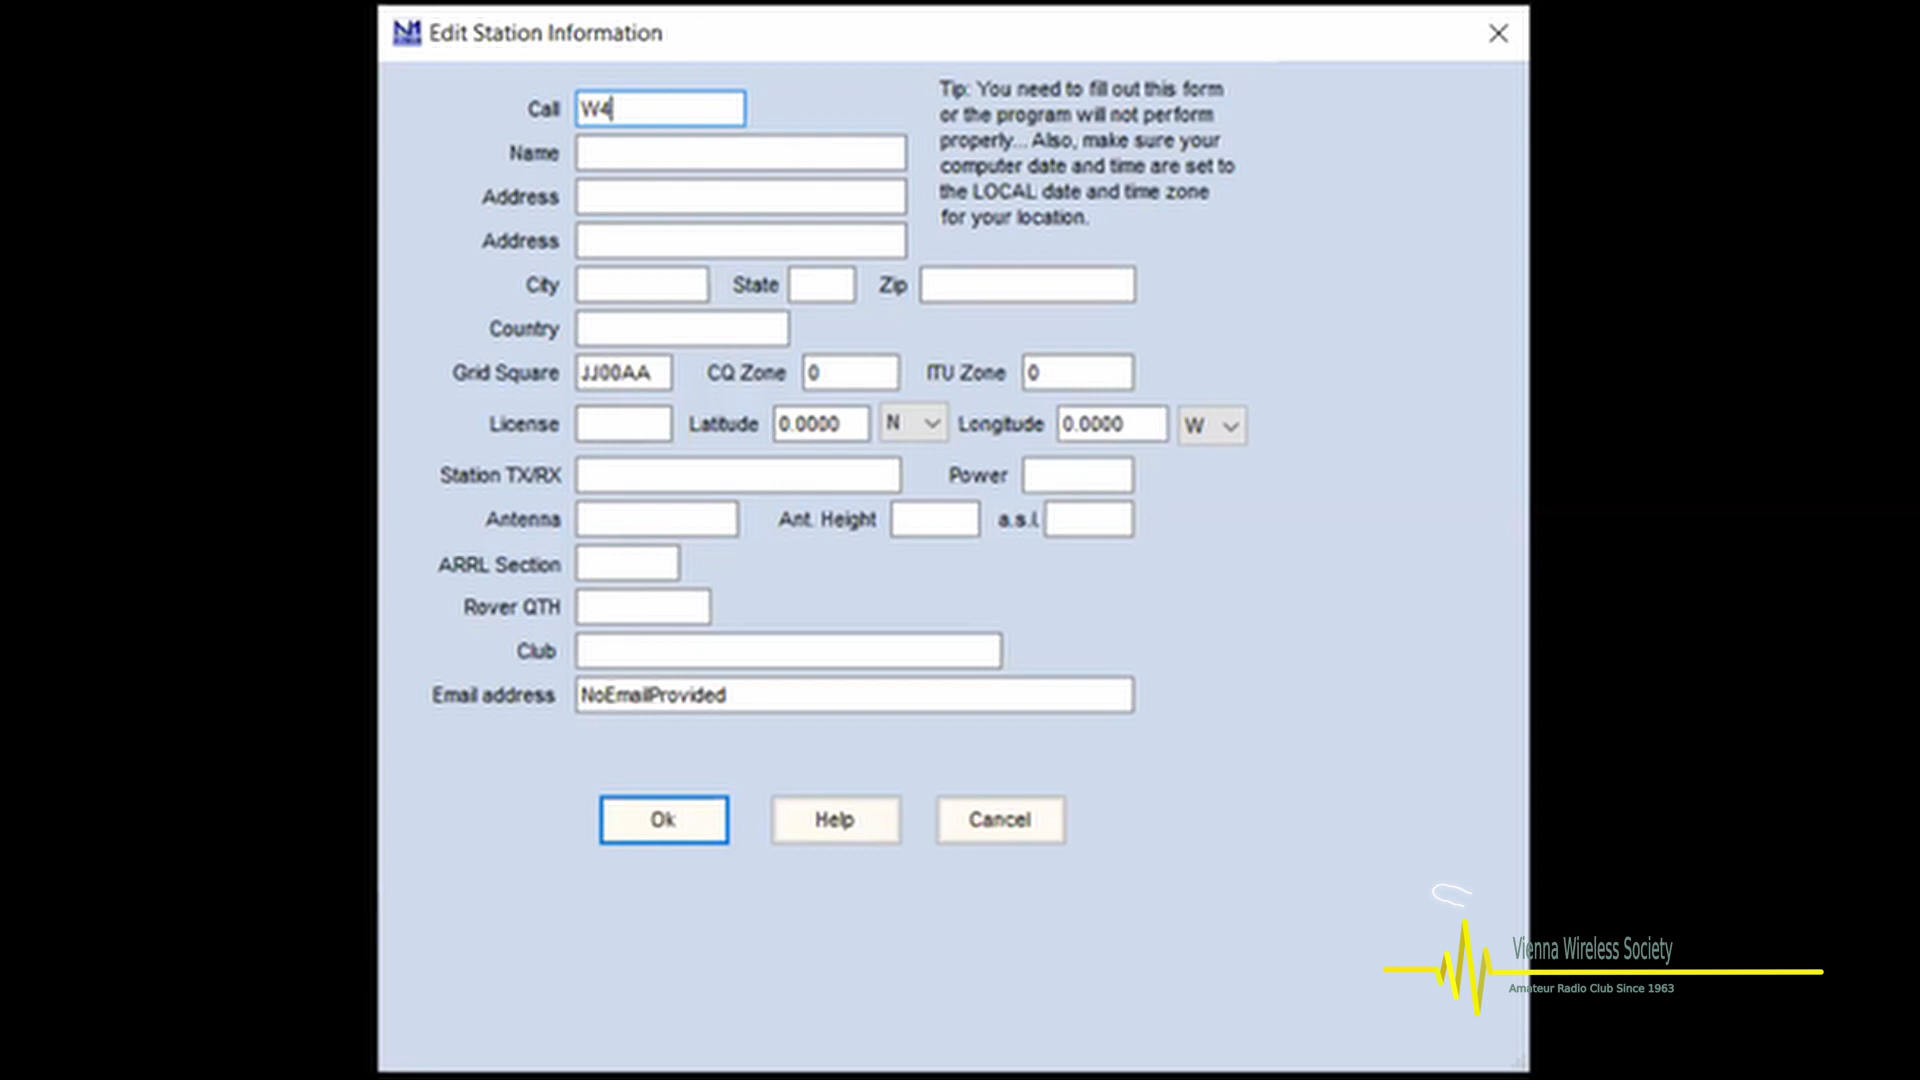 Edit Station Information
Call W4
Name
Address
Address
City State Zip
Country
Grid Square JJ00AA CQ Zone 0 ITU Zone 0
License Latitude 0.0000 N Longitude 0.0000 W
Station TX/RX Power
Antenna Ant. Height a.s.l.
ARRL Section
Rover QTH
Club
Email address NoEmailProvided
Tip: You need to fill out this form
or the program will not perform
properly... Also, make sure your
computer date and time are set to
the LOCAL date and time zone
for your location.
Ok Help Cancel
Vienna Wireless Society
Amateur Radio Club Since 1963